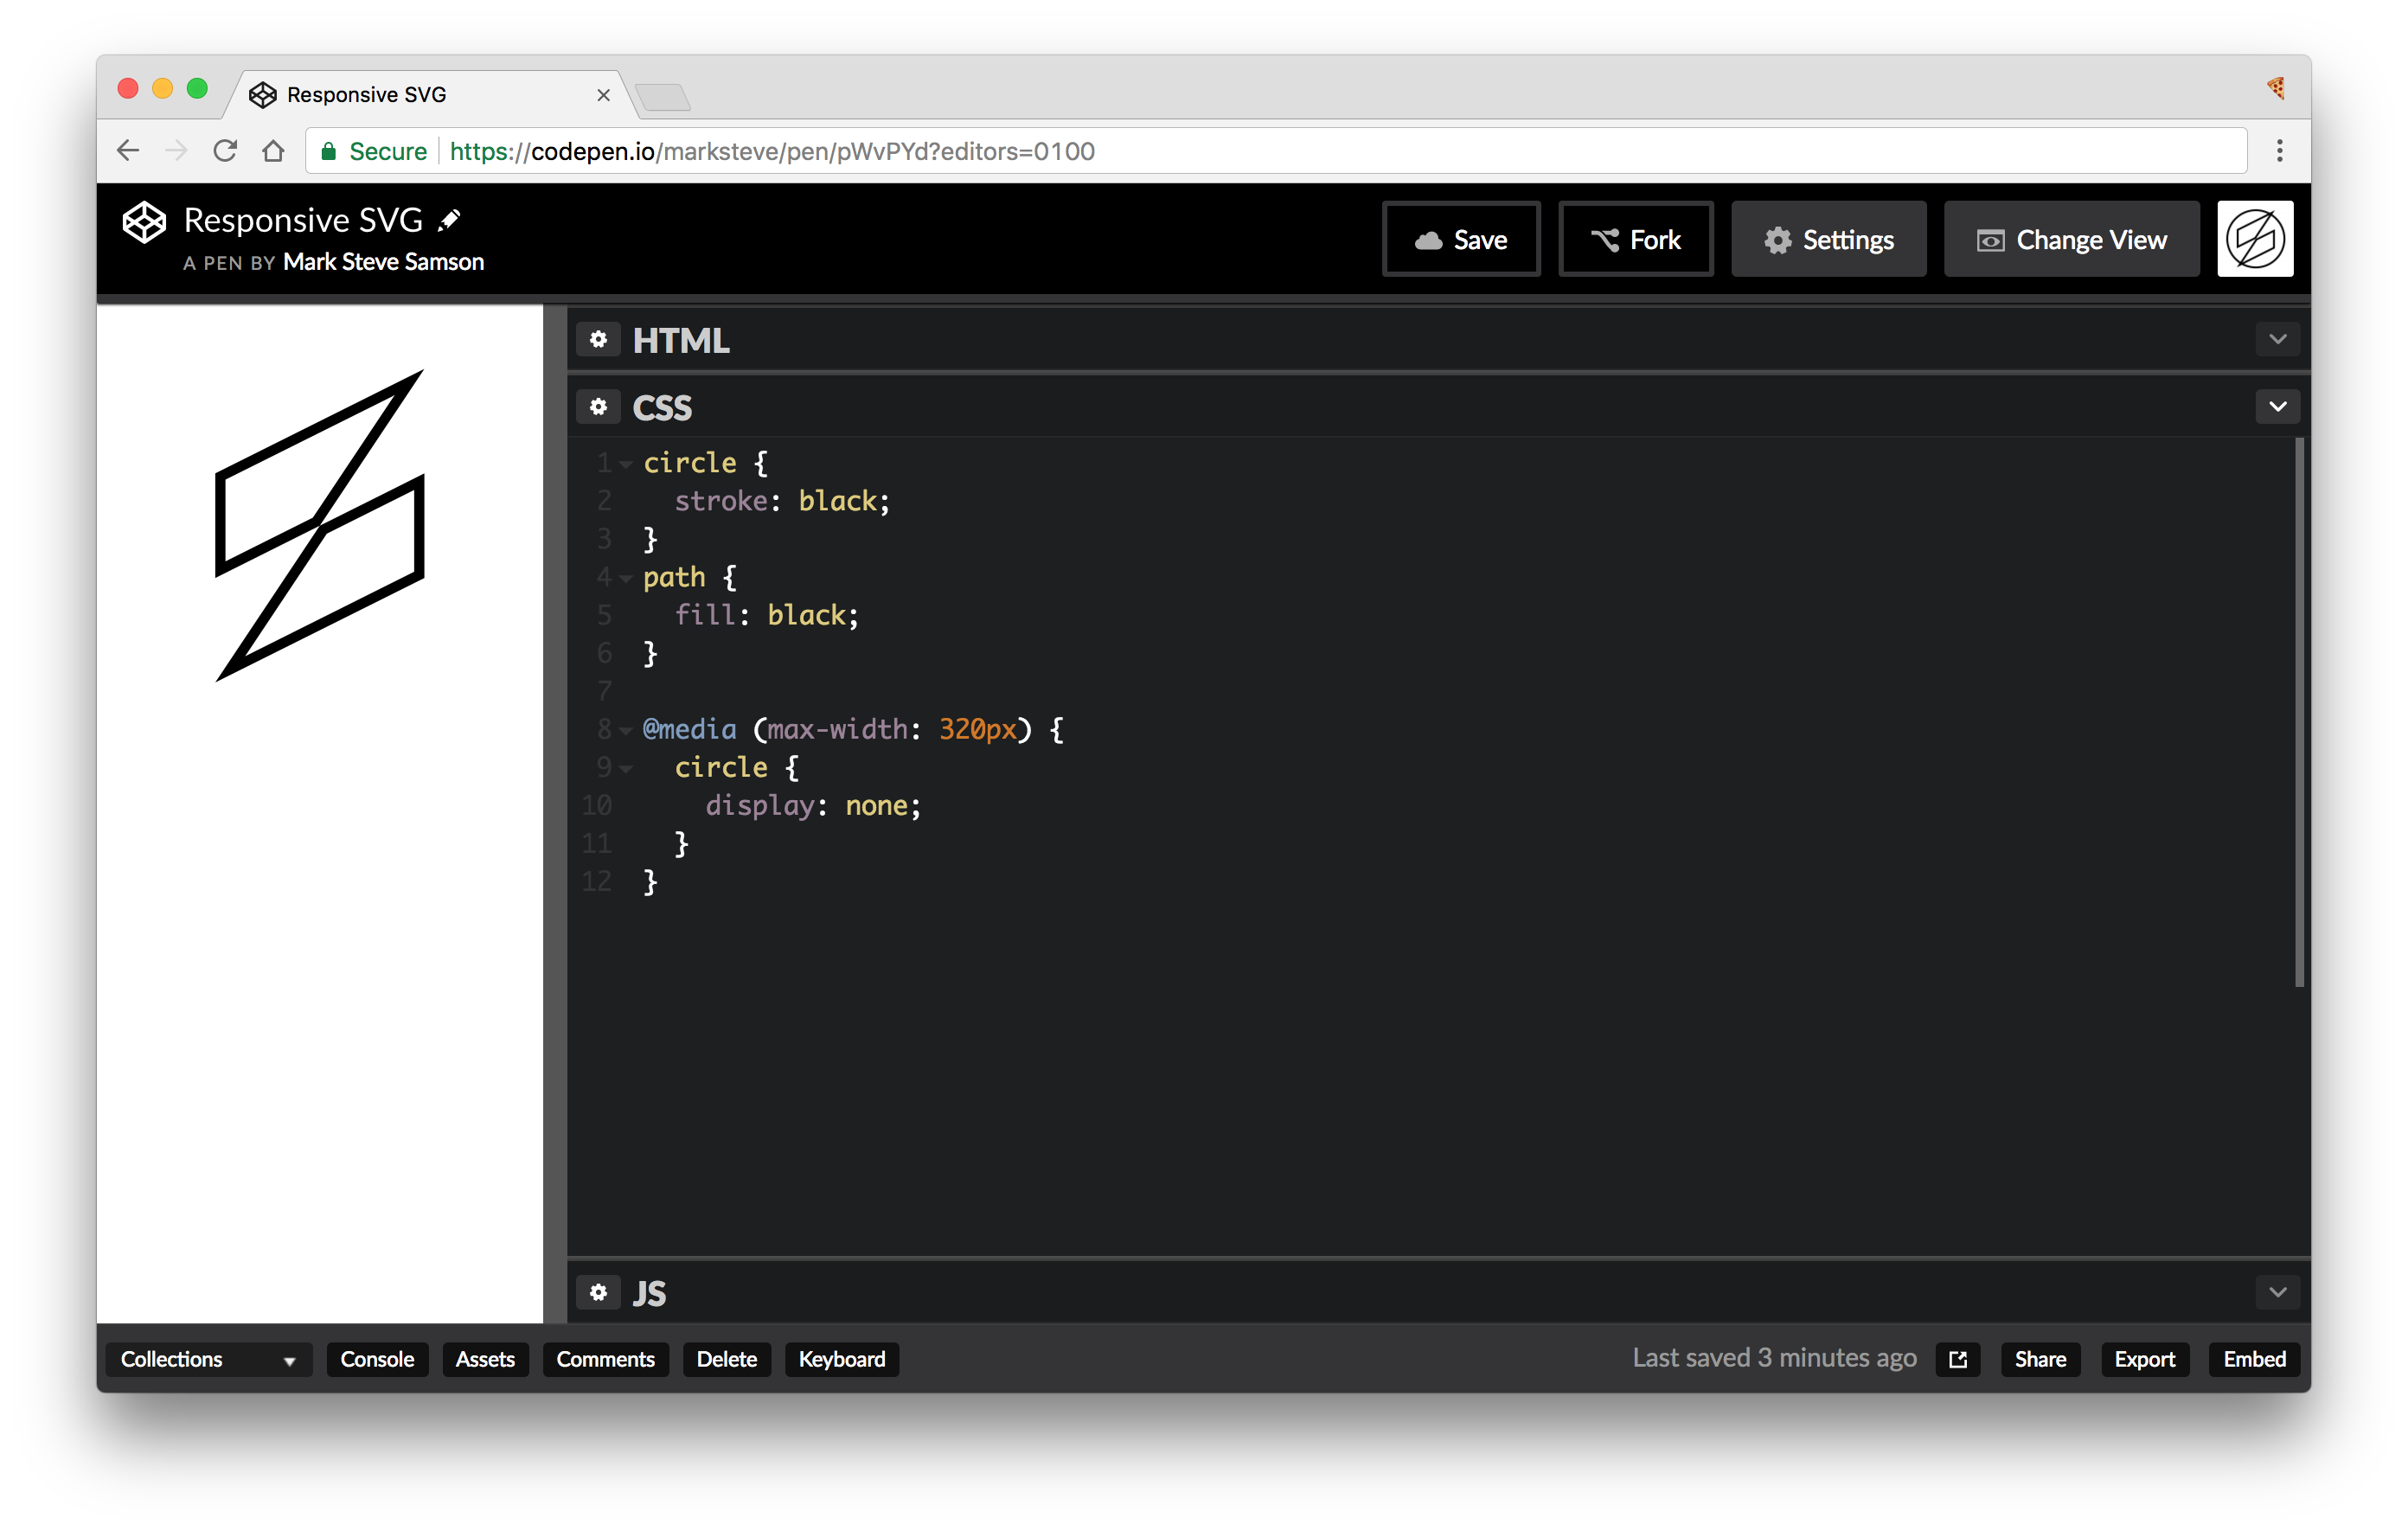 Responsive SVG
Secure https://codepen.io/marksteve/pen/pWvPYd?editors=0100
Responsive SVG
A PEN BY Mark Steve Samson
Save Fork Settings Change View
HTML
CSS
1 circle {
2   stroke: black;
3 }
4 path {
5   fill: black;
6 }
7
8 @media (max-width: 320px) {
9   circle {
10     display: none;
11   }
12 }
JS
Collections Console Assets Comments Delete Keyboard Last saved 3 minutes ago Share Export Embed